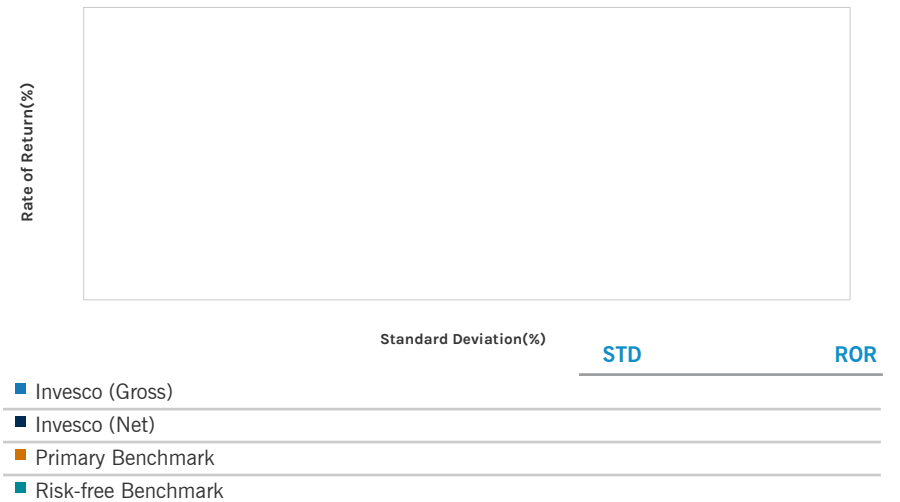 Rate of Return(%)
Standard Deviation(%)
STD ROR
Invesco (Gross)
Invesco (Net)
Primary Benchmark
Risk-free Benchmark